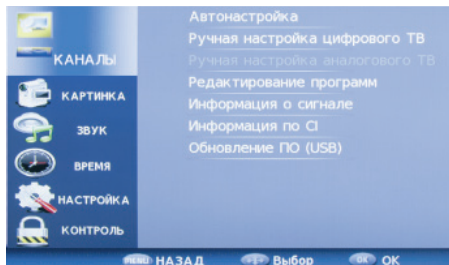 Автонастройка
Ручная настройка цифрового ТВ
Ручная настройка аналогового ТВ
Редактирование программ
Информация о сигнале
Информация по CI
Обновление ПО (USB)
КАНАЛЫ
КАРТИНКА
ЗВУК
ВРЕМЯ
НАСТРОЙКА
КОНТРОЛЬ
MENU НАЗАД Выбор OK OK